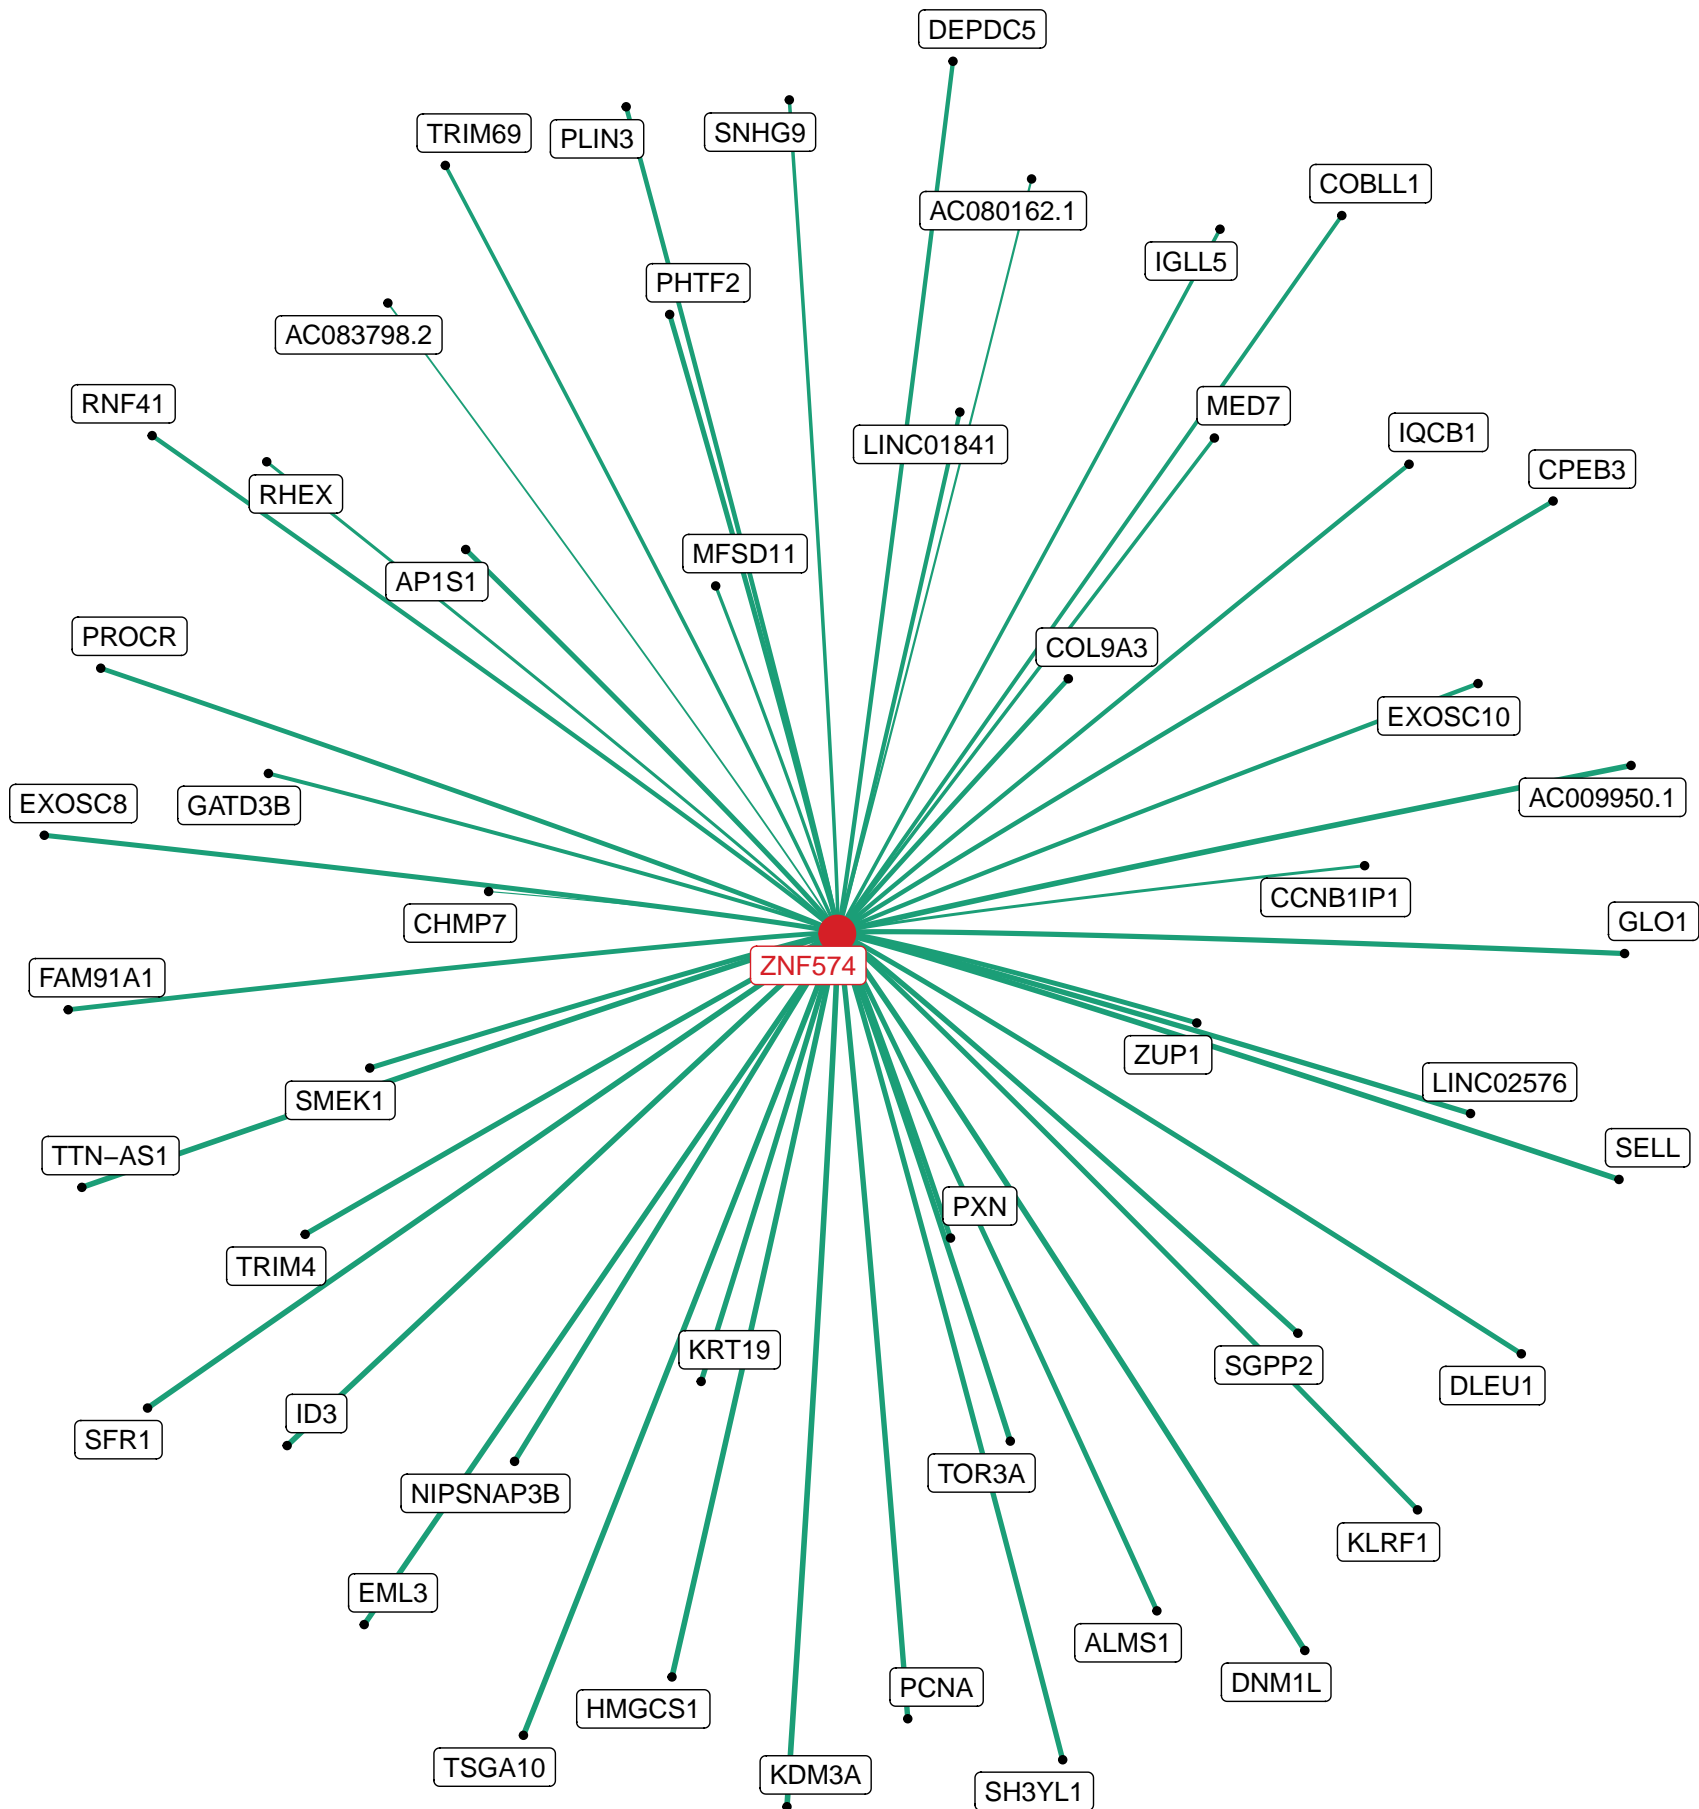 DEPDC5
TRIM69
PLIN3
SNHG9
COBLL1
AC080162.1
IGLL5
PHTF2
AC083798.2
RNF41
MED7
IQCB1
LINC01841
CPEB3
RHEX
MFSD11
AP1S1
PROCR
COL9A3
EXOSC10
EXOSC8
GATD3B
AC009950.1
CCNB1IP1
CHMP7
GLO1
ZNF574
FAM91A1
ZUP1
LINC02576
SMEK1
SELL
TTN−AS1
PXN
TRIM4
KRT19
SGPP2
DLEU1
ID3
SFR1
TOR3A
NIPSNAP3B
KLRF1
EML3
ALMS1
DNM1L
PCNA
HMGCS1
TSGA10
KDM3A
SH3YL1